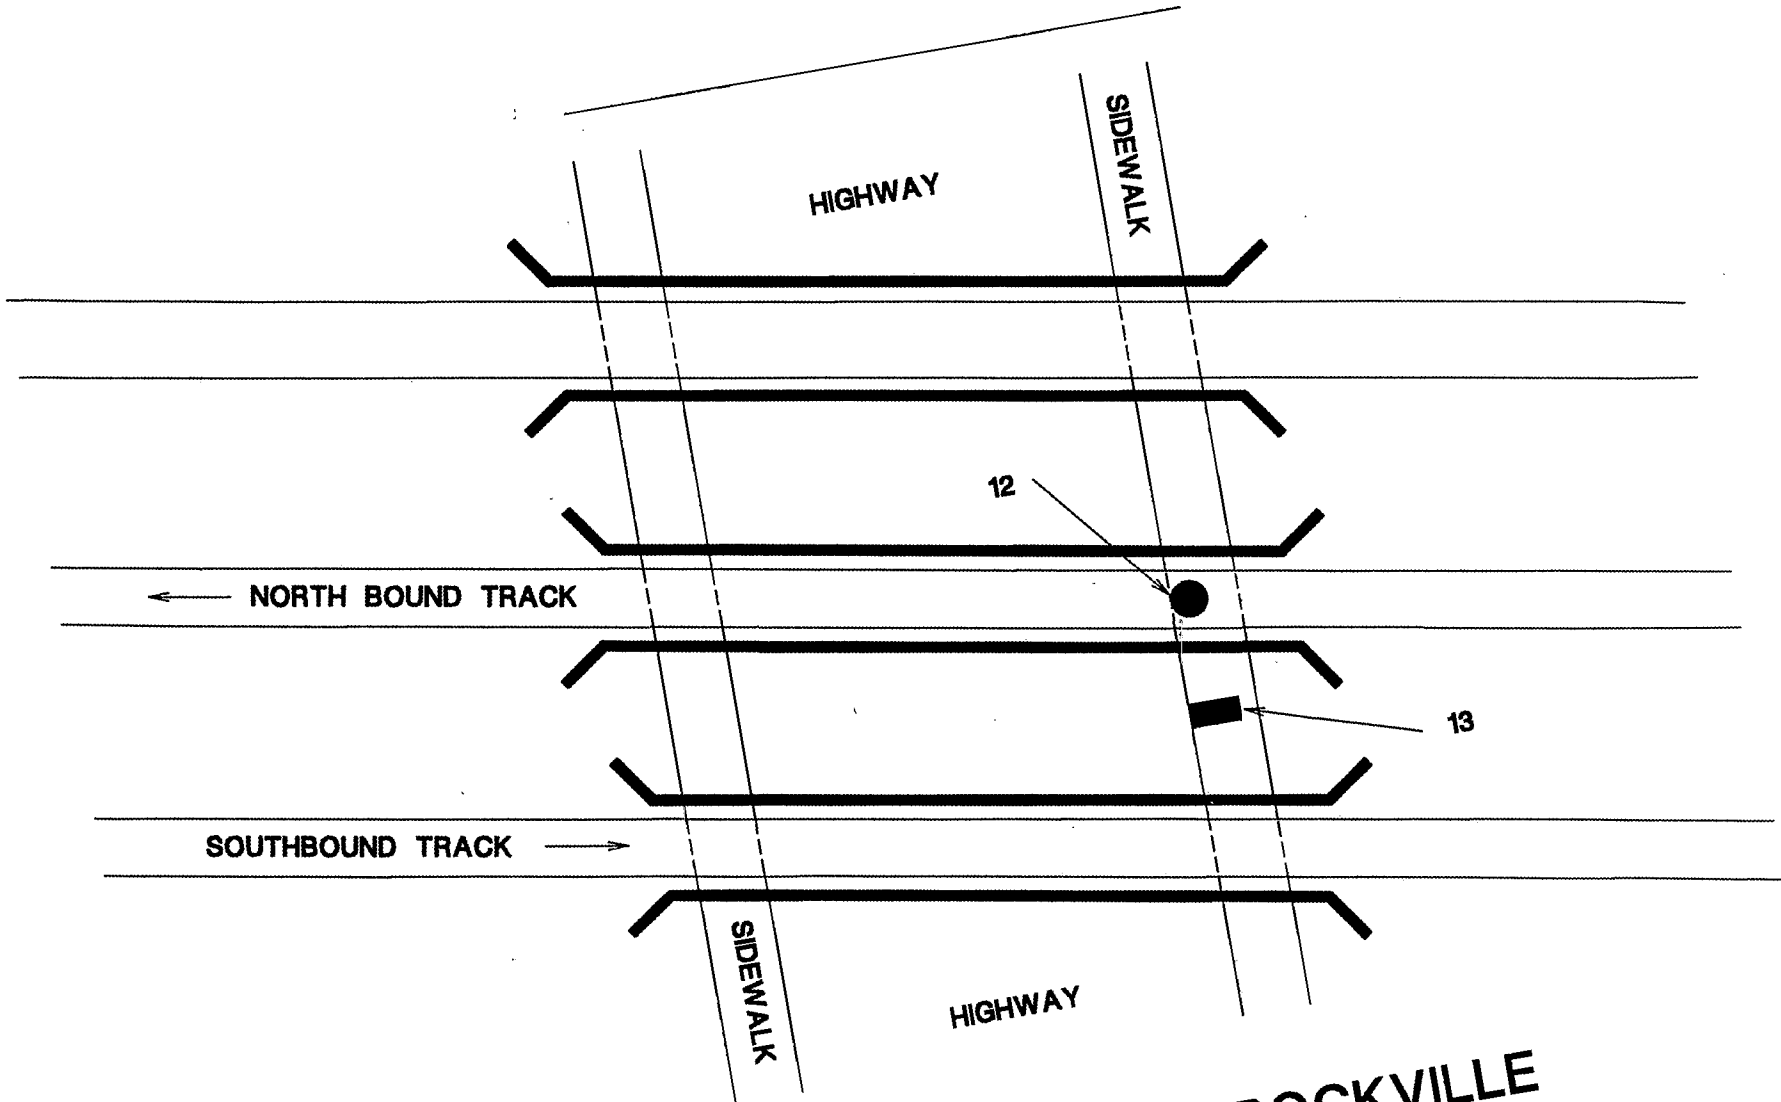 SIDEWALK
HIGHWAY
12
NORTH BOUND TRACK
13
SOUTHBOUND TRACK
SIDEWALK
HIGHWAY